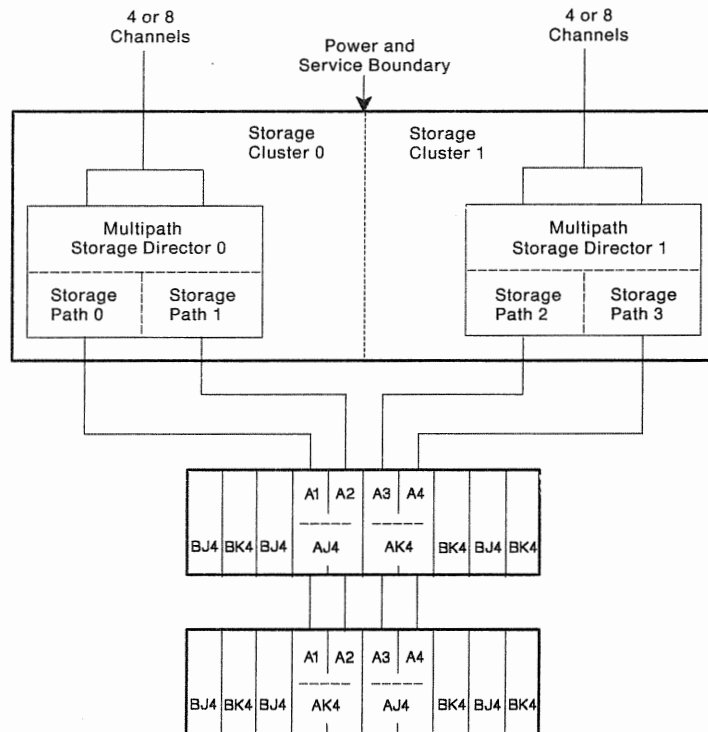 4 or 8
Channels
Power and
Service Boundary
4 or 8
Channels
Storage
Cluster 0
Storage
Cluster 1
Multipath
Storage Director 0
Storage
Path 0
Storage
Path 1
Multipath
Storage Director 1
Storage
Path 2
Storage
Path 3
A1 A2 A3 A4
BJ4 BK4 BJ4 AJ4 AK4 BK4 BJ4 BK4
A1 A2 A3 A4
BJ4 BK4 BJ4 AK4 AJ4 BK4 BJ4 BK4